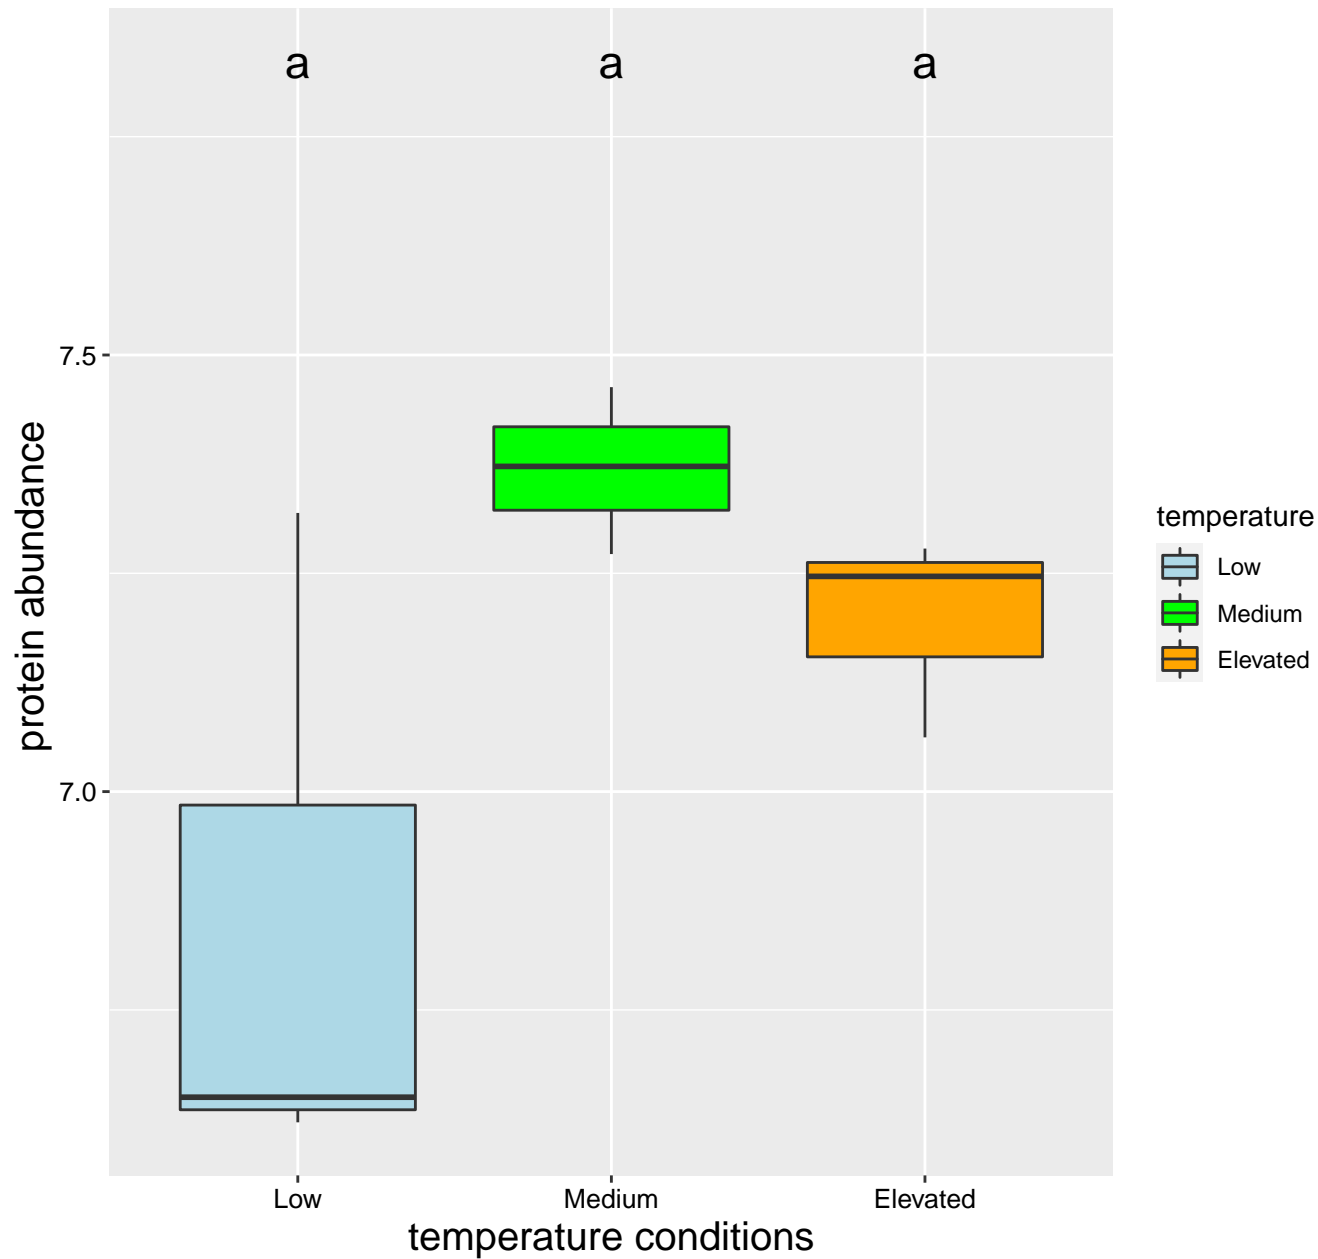 a a a
7.5
7.0
protein abundance
Low Medium Elevated
temperature conditions
temperature
Low
Medium
Elevated